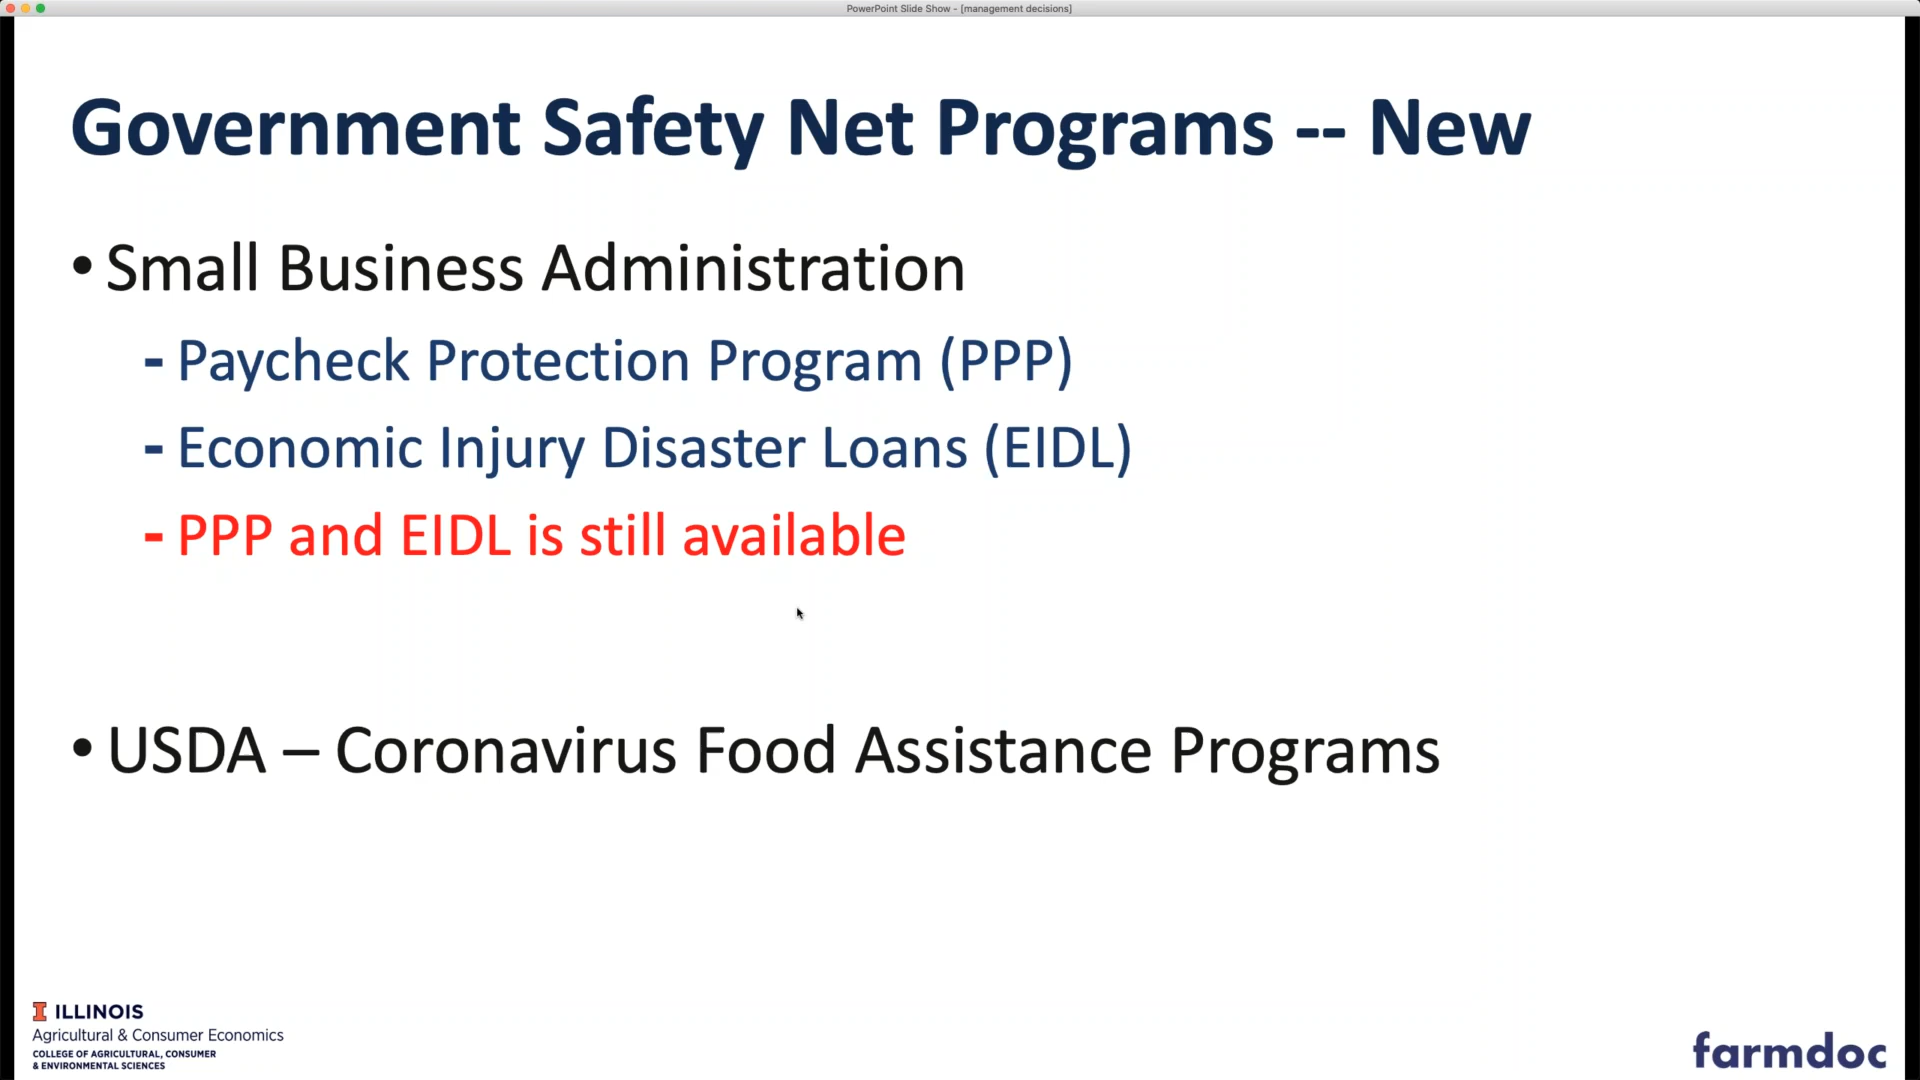 PowerPoint Slide Show - [management decisions]
Government Safety Net Programs -- New
• Small Business Administration
- Paycheck Protection Program (PPP)
- Economic Injury Disaster Loans (EIDL)
- PPP and EIDL is still available
• USDA – Coronavirus Food Assistance Programs
I ILLINOIS
Agricultural & Consumer Economics
COLLEGE OF AGRICULTURAL, CONSUMER
& ENVIRONMENTAL SCIENCES
farmdoc